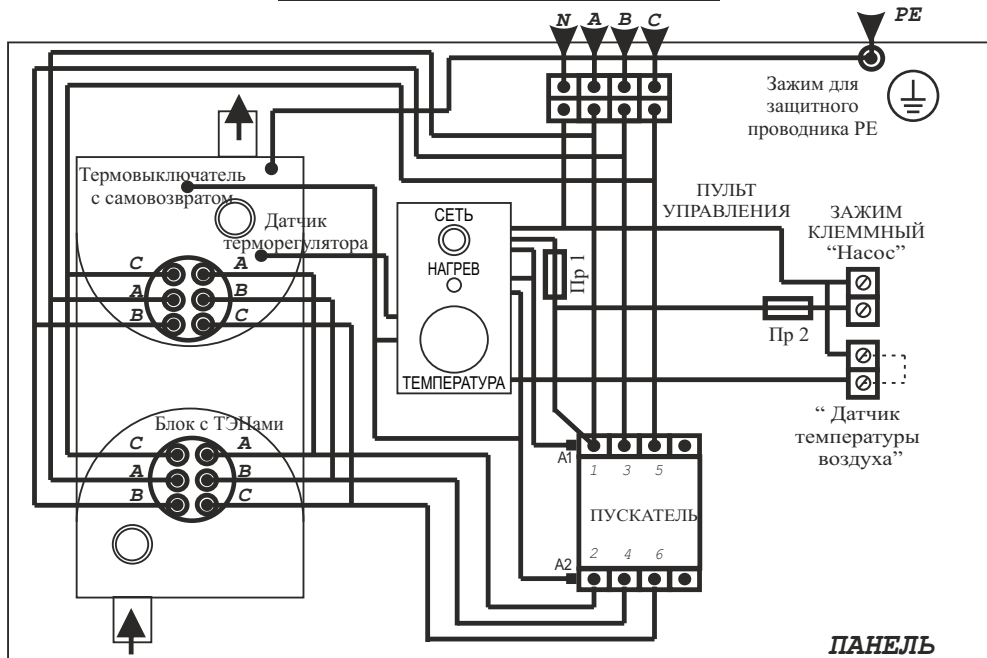 N A B C
PE
Зажим для
защитного
проводника PE
Термовыключатель
с самовозвратом
Датчик
терморегулятора
СЕТЬ
НАГРЕВ
ТЕМПЕРАТУРА
Пр 1
ПУЛЬТ
УПРАВЛЕНИЯ
ЗАЖИМ
КЛЕММНЫЙ
“Насос”
Пр 2
“ Датчик
температуры
воздуха”
C A
A B
B C
Блок с ТЭНами
C A
A B
B C
A1
1 3 5
ПУСКАТЕЛЬ
2 4 6
A2
ПАНЕЛЬ